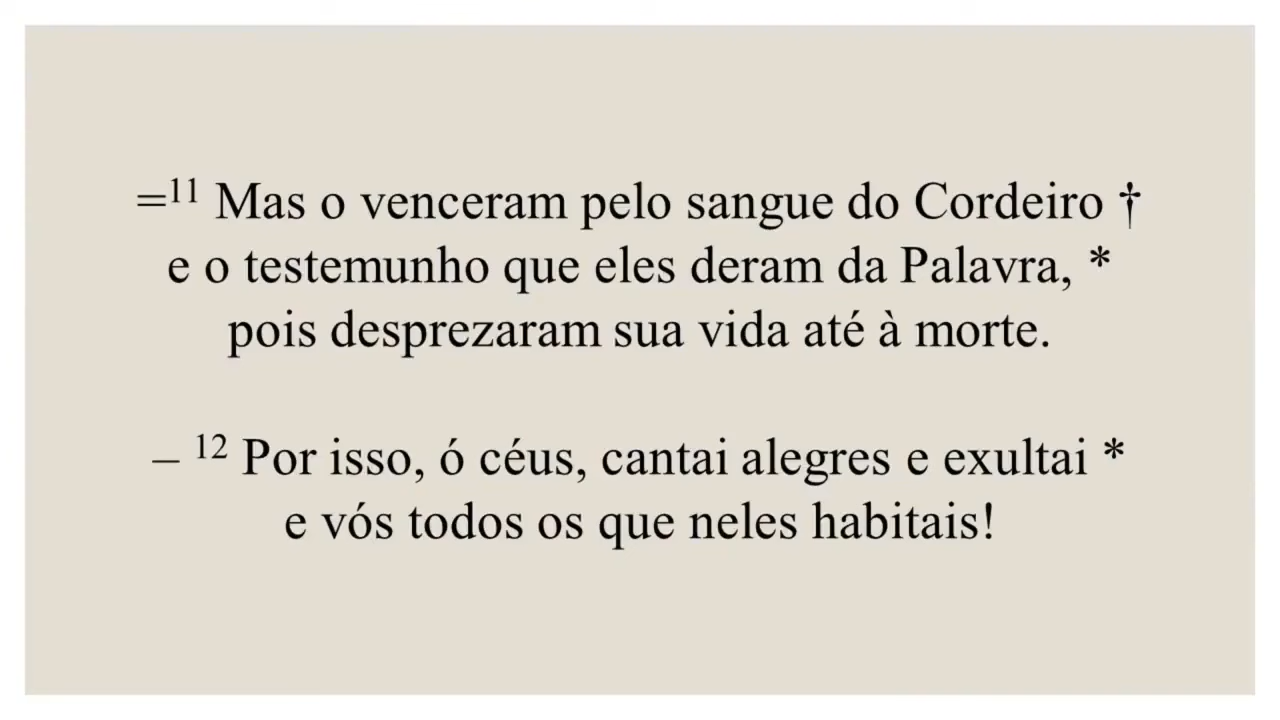 =¹¹ Mas o venceram pelo sangue do Cordeiro †
e o testemunho que eles deram da Palavra, *
pois desprezaram sua vida até à morte.
– ¹² Por isso, ó céus, cantai alegres e exultai *
e vós todos os que neles habitais!